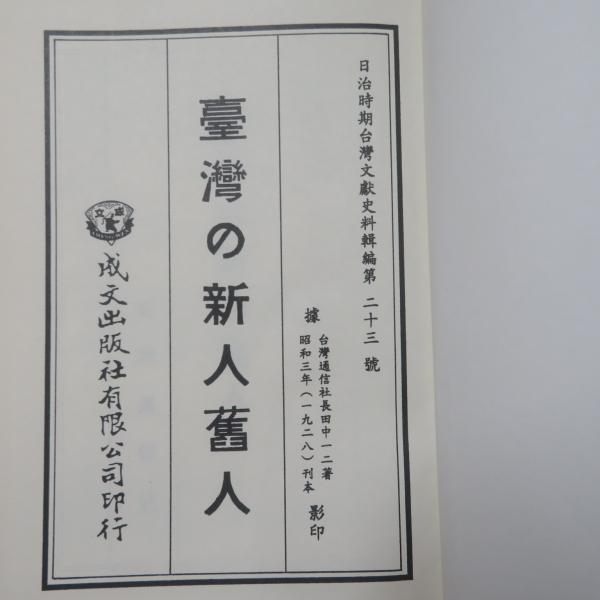 日治時期台灣文獻史料輯編第二十三號
據
台灣通信社長田中一二著
昭和三年(一九二八)刊本
影印
臺灣の新人舊人
成文
成文出版社有限公司印行